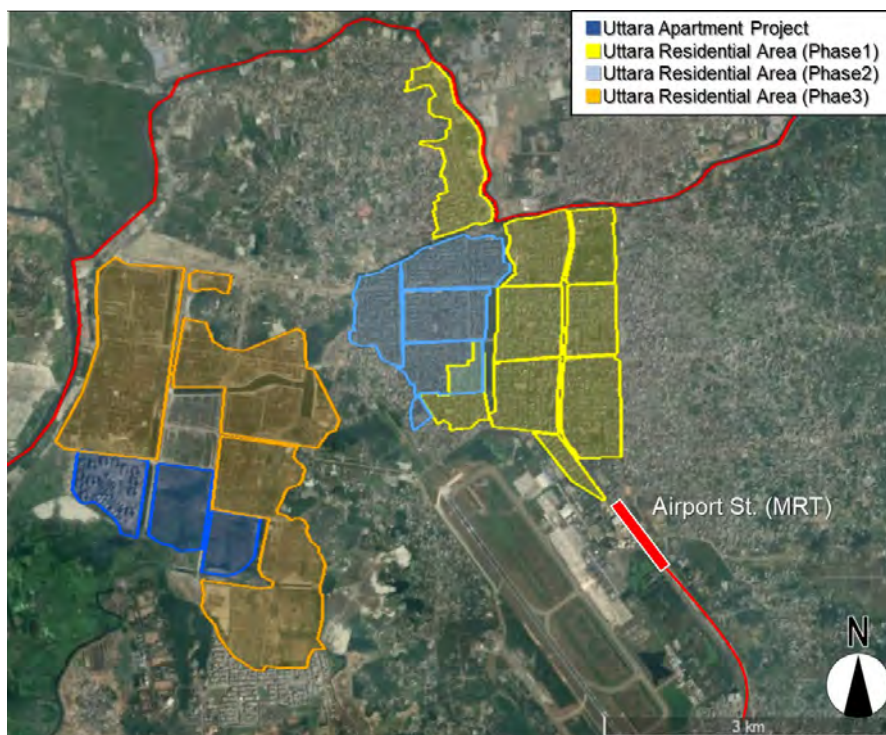 Uttara Apartment Project
Uttara Residential Area (Phase1)
Uttara Residential Area (Phase2)
Uttara Residential Area (Phae3)
Airport St. (MRT)
N
3 km